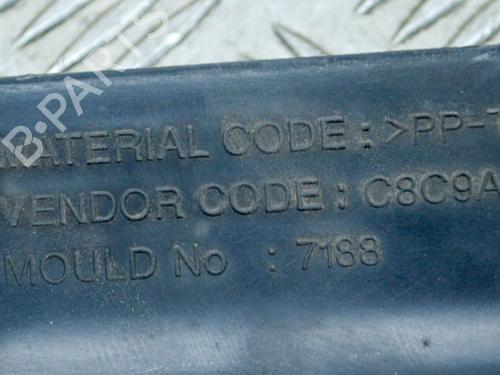 B-PARTS
MATERIAL CODE : >PP-T
VENDOR CODE : C8C9A
MOULD No : 7188